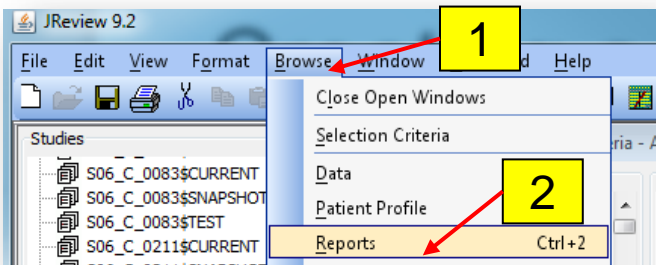 JReview 9.2
1
File Edit View Format Browse Window d Help
Close Open Windows
Studies
ria - A
Selection Criteria
S06_C_0083$CURRENT
Data
S06_C_0083$SNAPSHOT
2
Patient Profile
S06_C_0083$TEST
Reports Ctrl+2
S06_C_0211$CURRENT